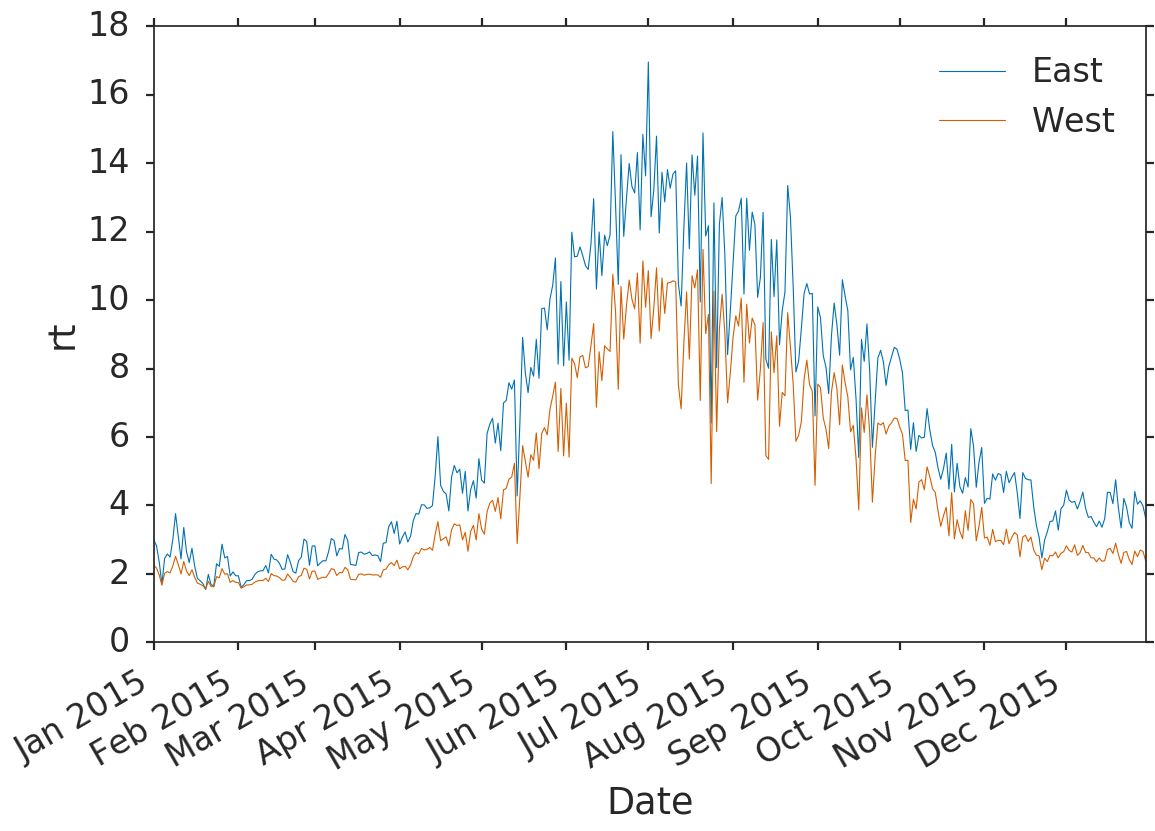 18
16
14
12
10
8
6
4
2
0
rt
East
West
Jan 2015
Feb 2015
Mar 2015
Apr 2015
May 2015
Jun 2015
Jul 2015
Aug 2015
Sep 2015
Oct 2015
Nov 2015
Dec 2015
Date